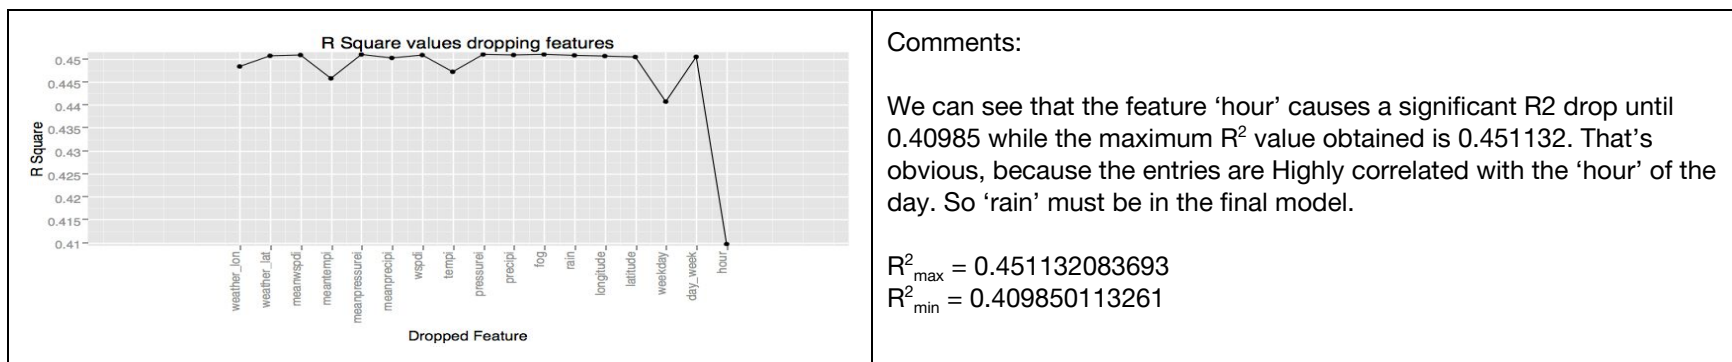 R Square values dropping features
R Square
0.45
0.445
0.44
0.435
0.43
0.425
0.42
0.415
0.41
weather_lon
weather_lat
meanwspdi
meantempi
meanpressurei
meanprecipi
wspdi
tempi
pressurei
precipi
fog
rain
longitude
latitude
weekday
day_week
hour
Dropped Feature
Comments:
We can see that the feature ‘hour’ causes a significant R2 drop until
0.40985 while the maximum R² value obtained is 0.451132. That’s
obvious, because the entries are Highly correlated with the ‘hour’ of the
day. So ‘rain’ must be in the final model.
R²max = 0.451132083693
R²min = 0.409850113261